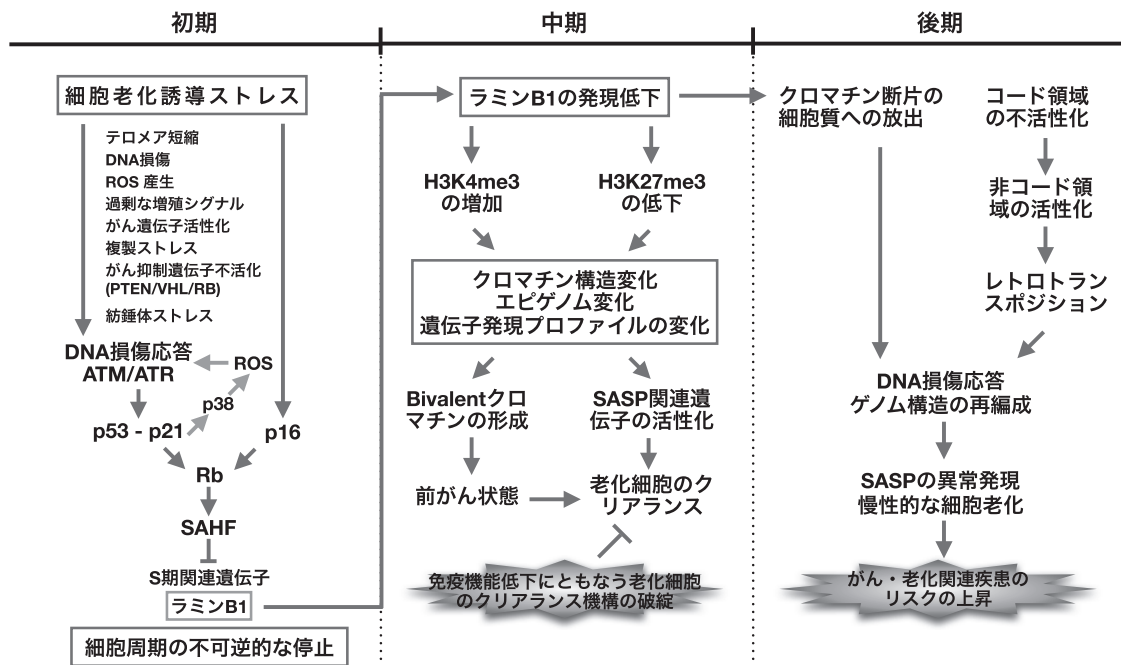 初期
細胞老化誘導ストレス
テロメア短縮
DNA損傷
ROS 産生
過剰な増殖シグナル
がん遺伝子活性化
複製ストレス
がん抑制遺伝子不活化
(PTEN/VHL/RB)
紡錘体ストレス
DNA損傷応答
ATM/ATR
ROS
p38
p53 - p21
p16
Rb
SAHF
S期関連遺伝子
ラミンB1
細胞周期の不可逆的な停止
中期
ラミンB1の発現低下
H3K4me3
の増加
H3K27me3
の低下
クロマチン構造変化
エピゲノム変化
遺伝子発現プロファイルの変化
Bivalentクロ
マチンの形成
SASP関連遺
伝子の活性化
前がん状態
老化細胞のク
リアランス
免疫機能低下にともなう老化細胞
のクリアランス機構の破綻
後期
クロマチン断片の
細胞質への放出
コード領域
の不活性化
非コード領
域の活性化
レトロトラン
スポジション
DNA損傷応答
ゲノム構造の再編成
SASPの異常発現
慢性的な細胞老化
がん・老化関連疾患の
リスクの上昇